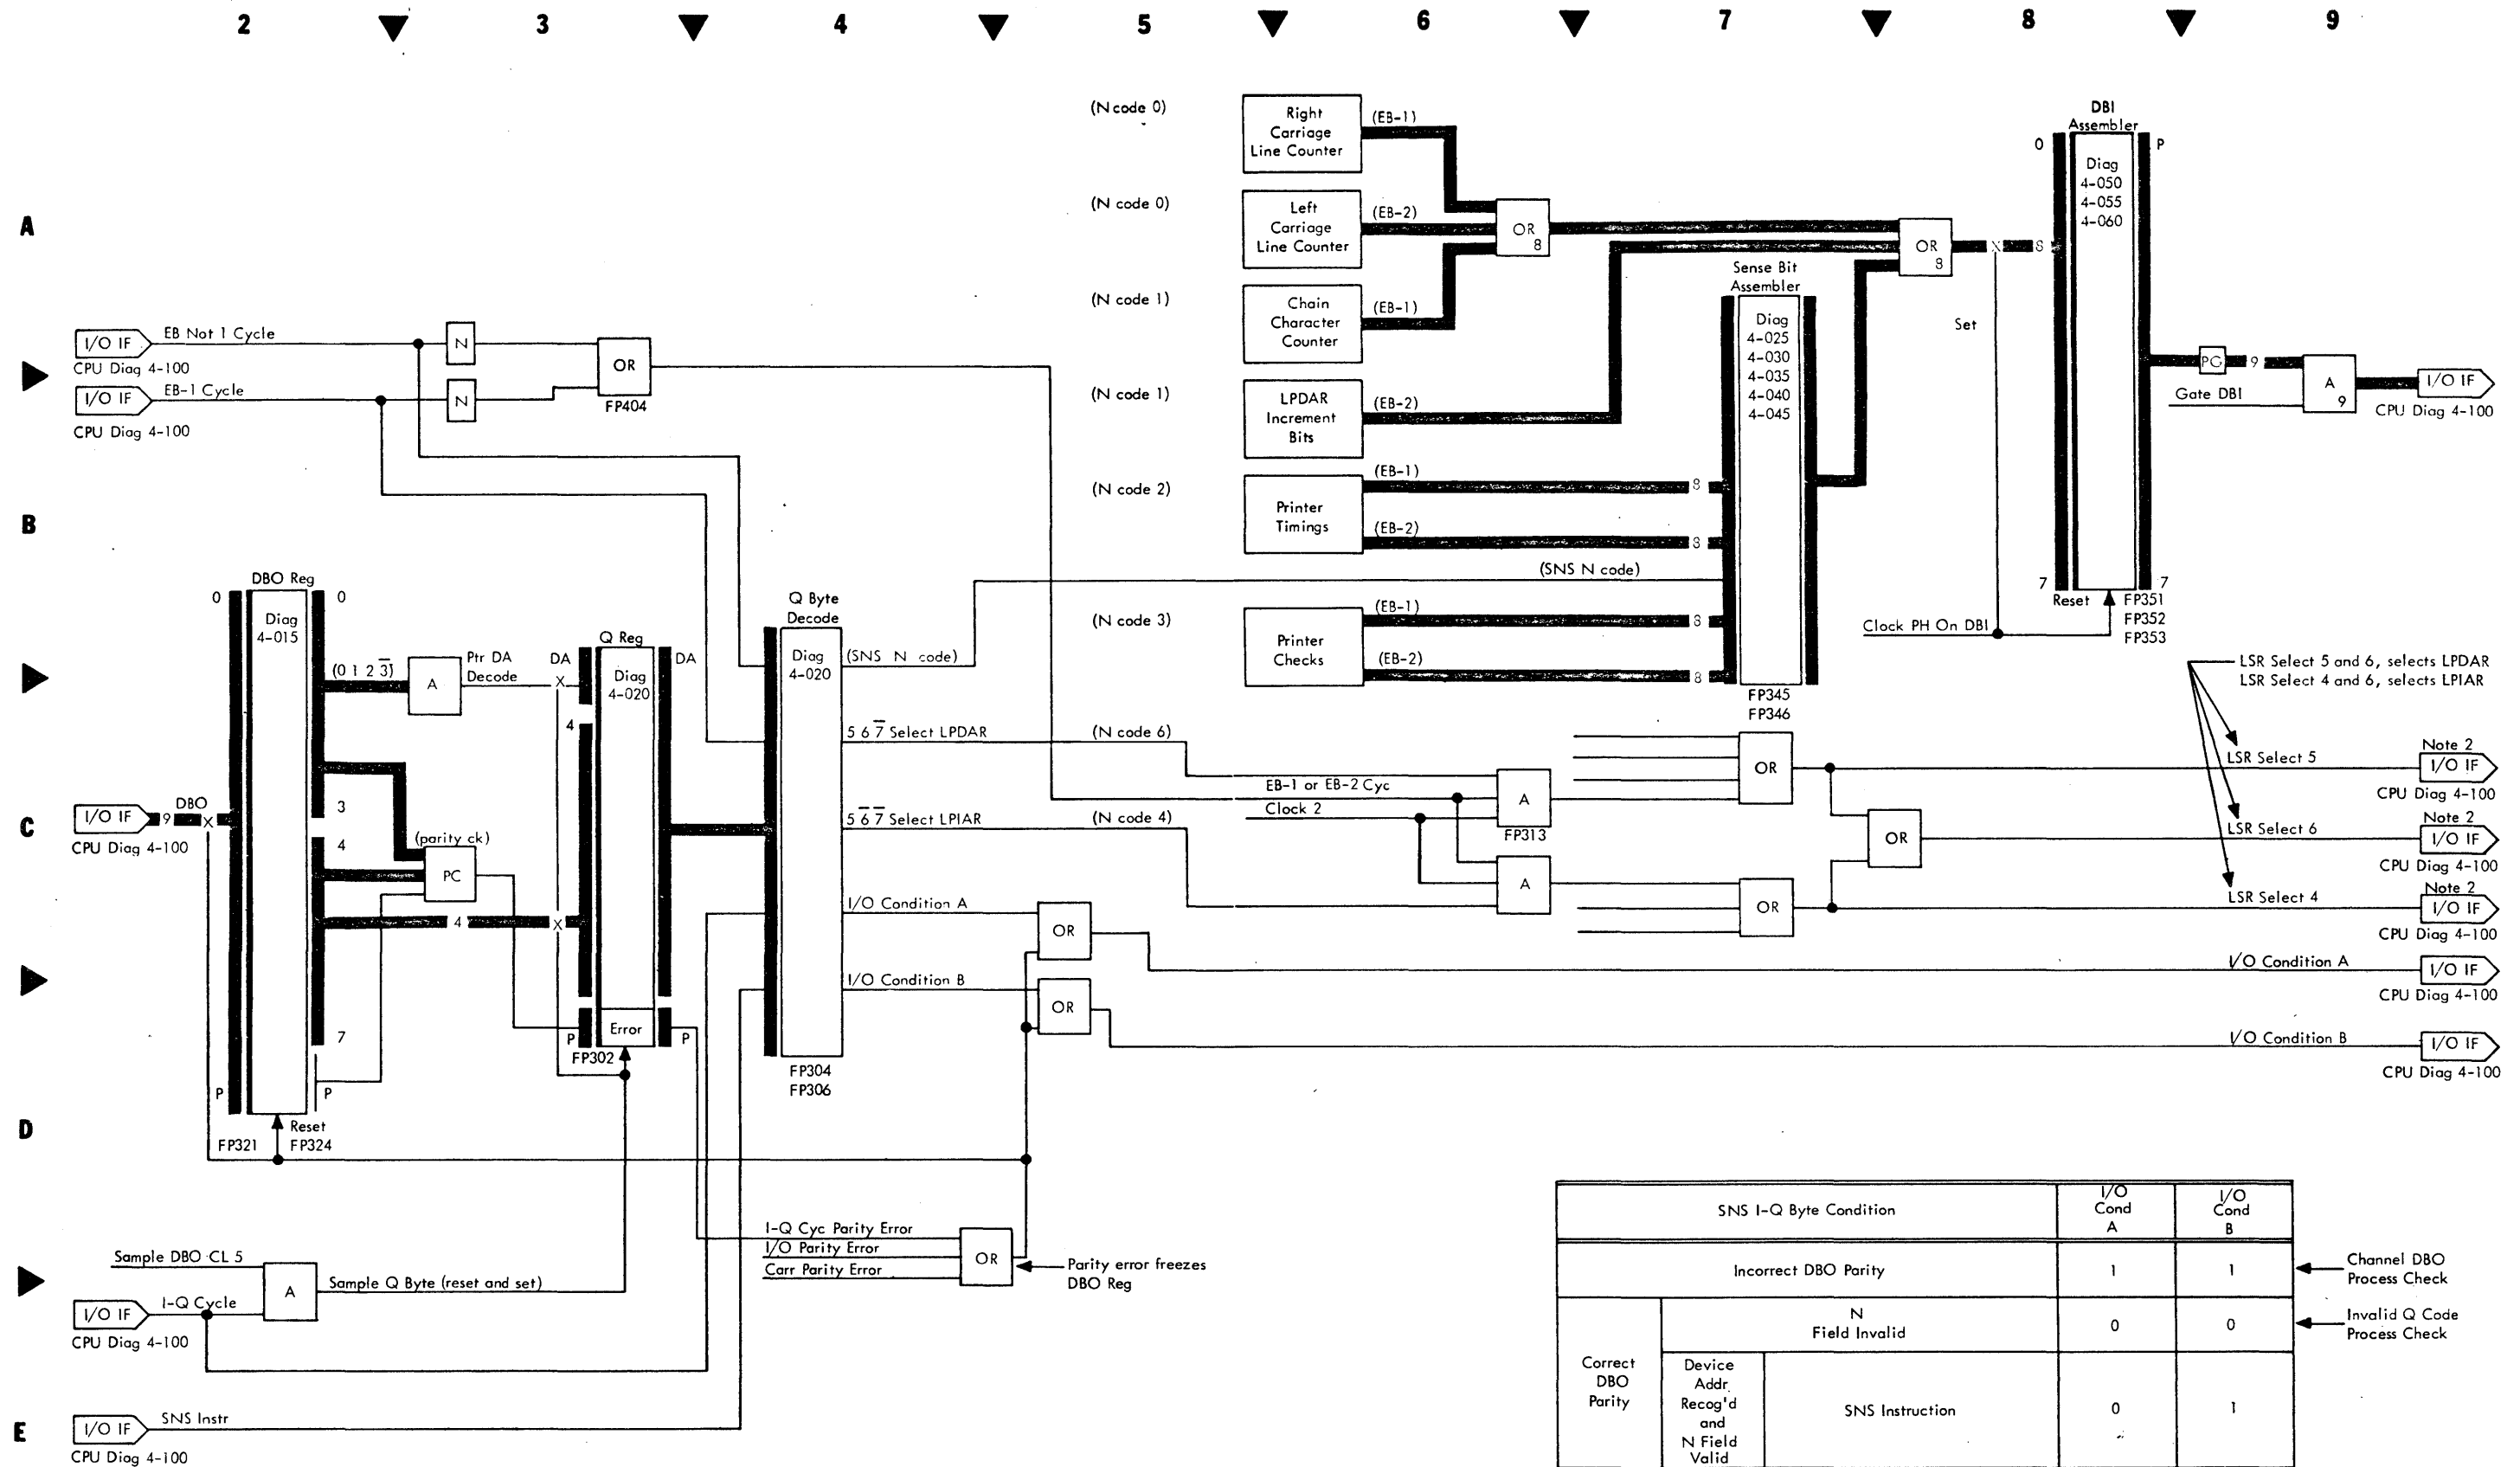 2 3 4 5 6 7 8 9
A
B
C
D
E
(N code 0)
Right
Carriage
Line Counter
(EB-1)
(N code 0)
Left
Carriage
Line Counter
(EB-2)
OR
8
(N code 1)
Chain
Character
Counter
(EB-1)
(N code 1)
LPDAR
Increment
Bits
(EB-2)
(N code 2)
Printer
Timings
(EB-1)
8
(EB-2)
8
(SNS N code)
(N code 3)
Printer
Checks
(EB-1)
8
(EB-2)
8
Sense Bit
Assembler
Diag
4-025
4-030
4-035
4-040
4-045
FP345
FP346
OR
8
X
8
Set
DBI
Assembler
0
P
Diag
4-050
4-055
4-060
7
7
Reset
FP351
FP352
FP353
Clock PH On DBI
PG
9
Gate DBI
A
9
I/O IF
CPU Diag 4-100
I/O IF
EB Not 1 Cycle
CPU Diag 4-100
N
I/O IF
EB-1 Cycle
CPU Diag 4-100
N
OR
FP404
DBO Reg
0
0
Diag
4-015
(0 1 2 3̅)
A
Ptr DA
Decode
3
4
7
P
P
I/O IF
9
DBO
X
CPU Diag 4-100
(parity ck)
PC
4
X
X
FP321
Reset
FP324
Q Reg
DA
DA
Diag
4-020
4
Error
P
P
FP302
Q Byte
Decode
Diag
4-020
(SNS N code)
5 6 7̅ Select LPDAR
(N code 6)
5 6̅ 7̅ Select LPIAR
(N code 4)
I/O Condition A
I/O Condition B
FP304
FP306
OR
OR
EB-1 or EB-2 Cyc
Clock 2
A
FP313
A
OR
OR
OR
LSR Select 5 and 6, selects LPDAR
LSR Select 4 and 6, selects LPIAR
LSR Select 5
Note 2
I/O IF
CPU Diag 4-100
LSR Select 6
Note 2
I/O IF
CPU Diag 4-100
LSR Select 4
Note 2
I/O IF
CPU Diag 4-100
I/O Condition A
I/O IF
CPU Diag 4-100
I/O Condition B
I/O IF
CPU Diag 4-100
I-Q Cyc Parity Error
I/O Parity Error
Carr Parity Error
OR
Parity error freezes
DBO Reg
Sample DBO CL 5
I/O IF
I-Q Cycle
CPU Diag 4-100
A
Sample Q Byte (reset and set)
I/O IF
SNS Instr
CPU Diag 4-100
SNS I-Q Byte Condition
I/O
Cond
A
I/O
Cond
B
Incorrect DBO Parity
1
1
Channel DBO
Process Check
Correct
DBO
Parity
N
Field Invalid
0
0
Invalid Q Code
Process Check
Device
Addr
Recog'd
and
N Field
Valid
SNS Instruction
0
1